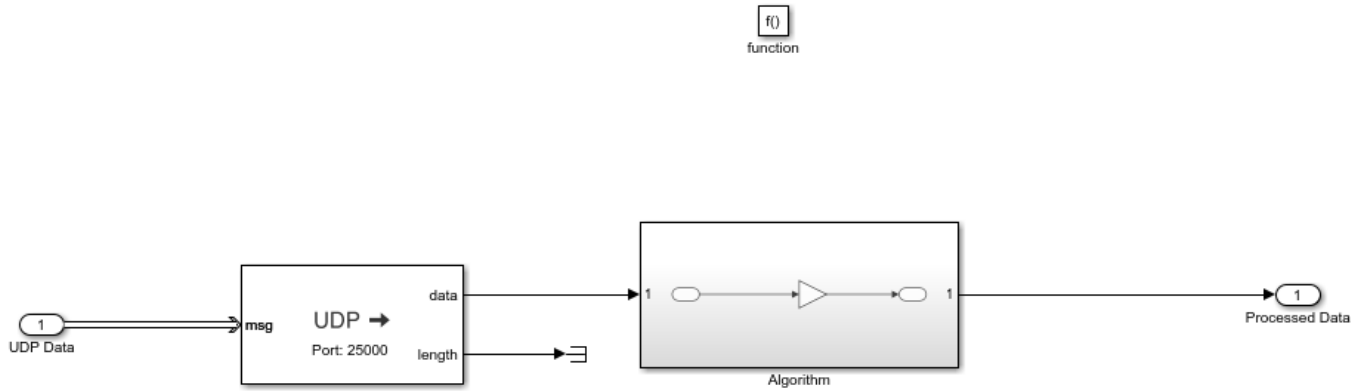 f()
function
data
1
1
1
1
msg
UDP
Processed Data
UDP Data
Port: 25000
length
Algorithm